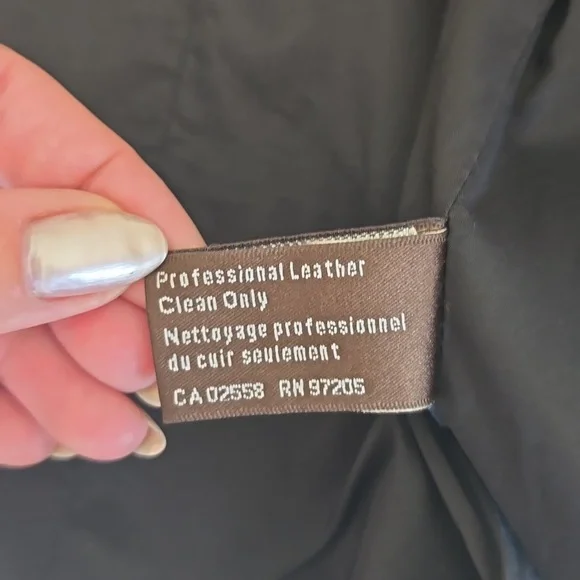 Professional Leather
Clean Only
Nettoyage professionnel
du cuir seulement
CA 02558 RN 97205